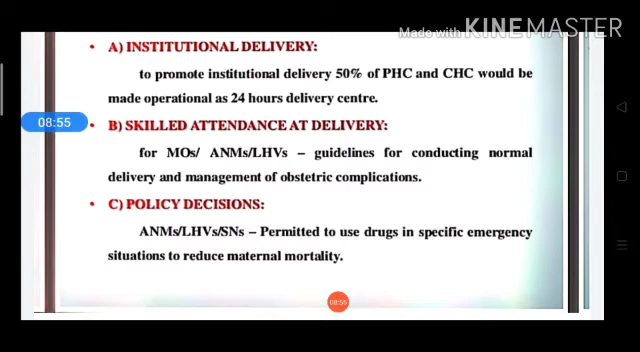 Made with KINEMASTER
• A) INSTITUTIONAL DELIVERY:
to promote institutional delivery 50% of PHC and CHC would be
made operational as 24 hours delivery centre.
08:55
• B) SKILLED ATTENDANCE AT DELIVERY:
for MOs/ ANMs/LHVs – guidelines for conducting normal
delivery and management of obstetric complications.
• C) POLICY DECISIONS:
ANMs/LHVs/SNs – Permitted to use drugs in specific emergency
situations to reduce maternal mortality.
08:55